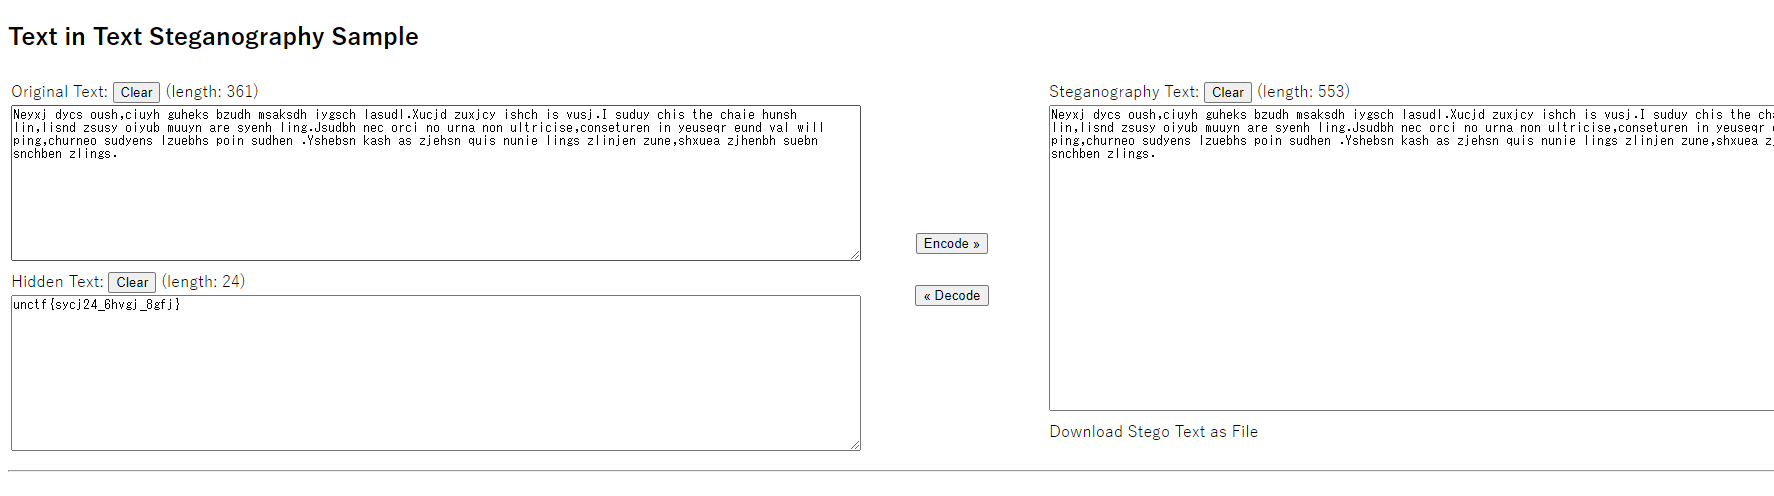 Text in Text Steganography Sample
Original Text: Clear (length: 361)
Neyxj dycs oush,ciuyh guheks bzudh msaksdh iygsch lasudl.Xucjd zuxjcy ishch is vusj.I suduy chis the chaie hunsh
lin,lisnd zsusy oiyub muuyn are syenh ling.Jsudbh nec orci no urna non ultricise,conseturen in yeuseqr eund val will
ping,churneo sudyens lzuebhs poin sudhen .Yshebsn kash as zjehsn quis nunie lings zlinjen zune,shxuea zjhenbh suebn
snchben zlings.
Hidden Text: Clear (length: 24)
unctf{sycj24_6hvgj_8gfj}
Encode »
« Decode
Steganography Text: Clear (length: 553)
Neyxj dycs oush,ciuyh guheks bzudh msaksdh iygsch lasudl.Xucjd zuxjcy ishch is vusj.I suduy chis the cha
lin,lisnd zsusy oiyub muuyn are syenh ling.Jsudbh nec orci no urna non ultricise,conseturen in yeuseqr
ping,churneo sudyens lzuebhs poin sudhen .Yshebsn kash as zjehsn quis nunie lings zlinjen zune,shxuea z
snchben zlings.
Download Stego Text as File